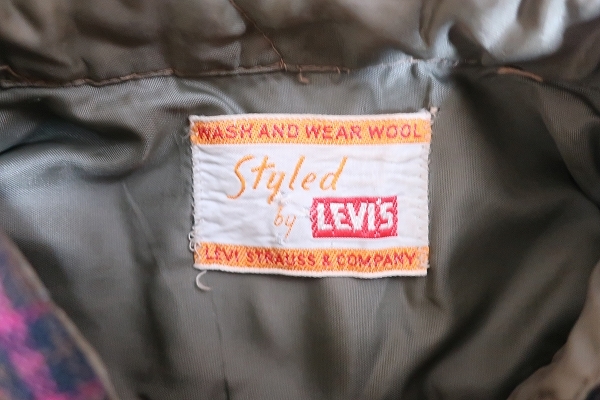 WASH AND WEAR WOOL
Styled
by LEVI'S
LEVI STRAUSS & COMPANY